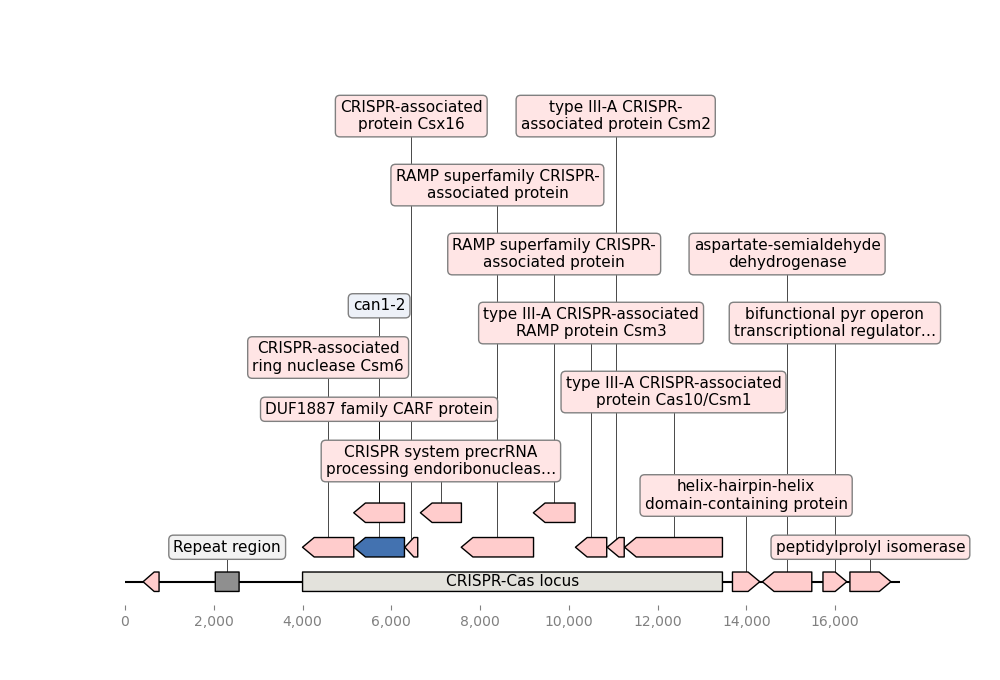 CRISPR-associated
protein Csx16
type III-A CRISPR-
associated protein Csm2
RAMP superfamily CRISPR-
associated protein
RAMP superfamily CRISPR-
associated protein
aspartate-semialdehyde
dehydrogenase
can1-2
type III-A CRISPR-associated
RAMP protein Csm3
bifunctional pyr operon
transcriptional regulator…
CRISPR-associated
ring nuclease Csm6
type III-A CRISPR-associated
protein Cas10/Csm1
DUF1887 family CARF protein
CRISPR system precrRNA
processing endoribonucleas…
helix-hairpin-helix
domain-containing protein
Repeat region
peptidylprolyl isomerase
CRISPR-Cas locus
0 2,000 4,000 6,000 8,000 10,000 12,000 14,000 16,000